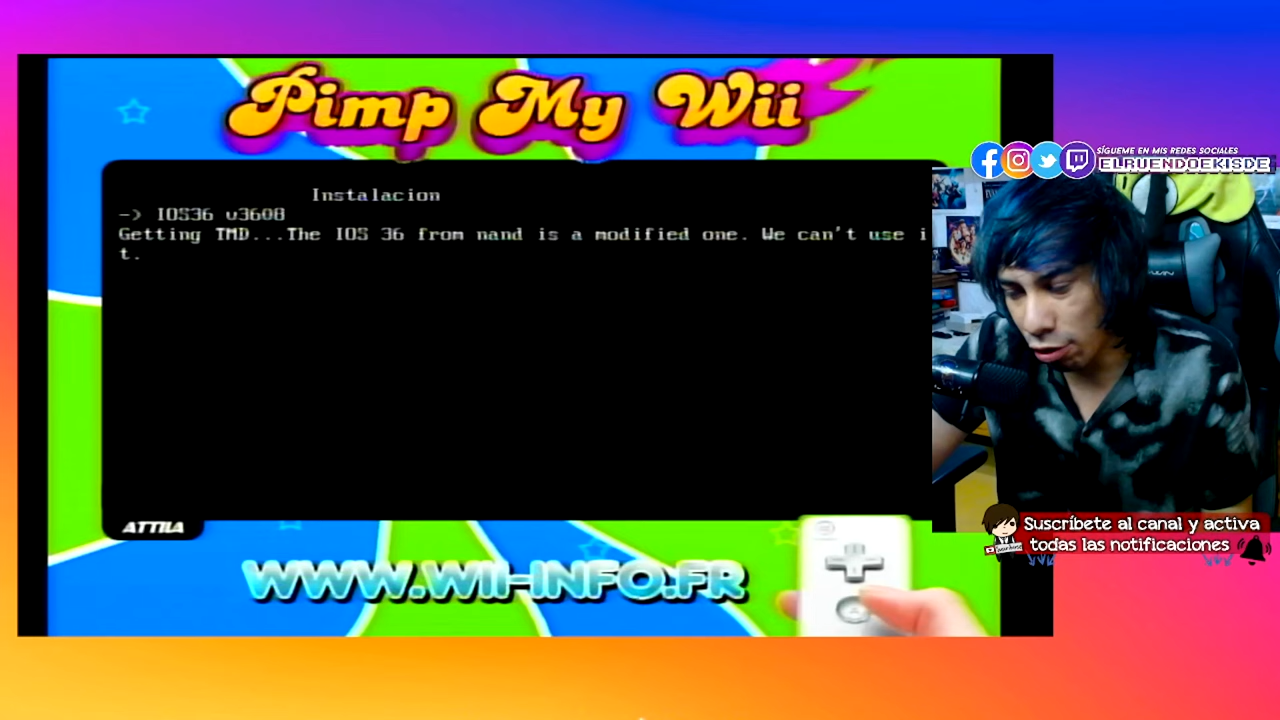 Pimp My Wii
Instalacion
-> IOS36 v3608
Getting TMD...The IOS 36 from nand is a modified one. We can't use i
t.
ATTILA
WWW.WII-INFO.FR
SÍGUEME EN MIS REDES SOCIALES
ELRUENDOEKISDE
Suscríbete al canal y activa
todas las notificaciones